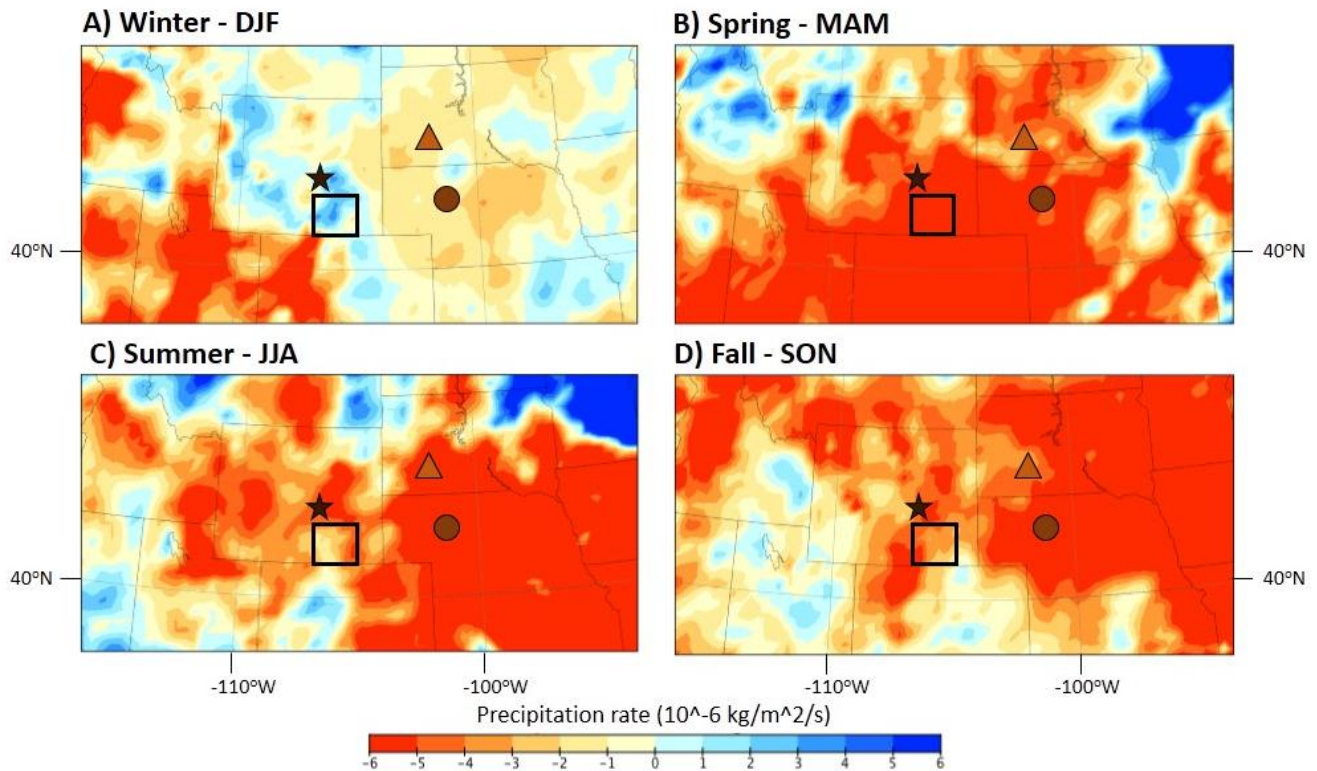 A) Winter - DJF
B) Spring - MAM
40°N
40°N
C) Summer - JJA
D) Fall - SON
40°N
40°N
-110°W
-100°W
-110°W
-100°W
Precipitation rate (10^-6 kg/m^2/s)
-6 -5 -4 -3 -2 -1 0 1 2 3 4 5 6